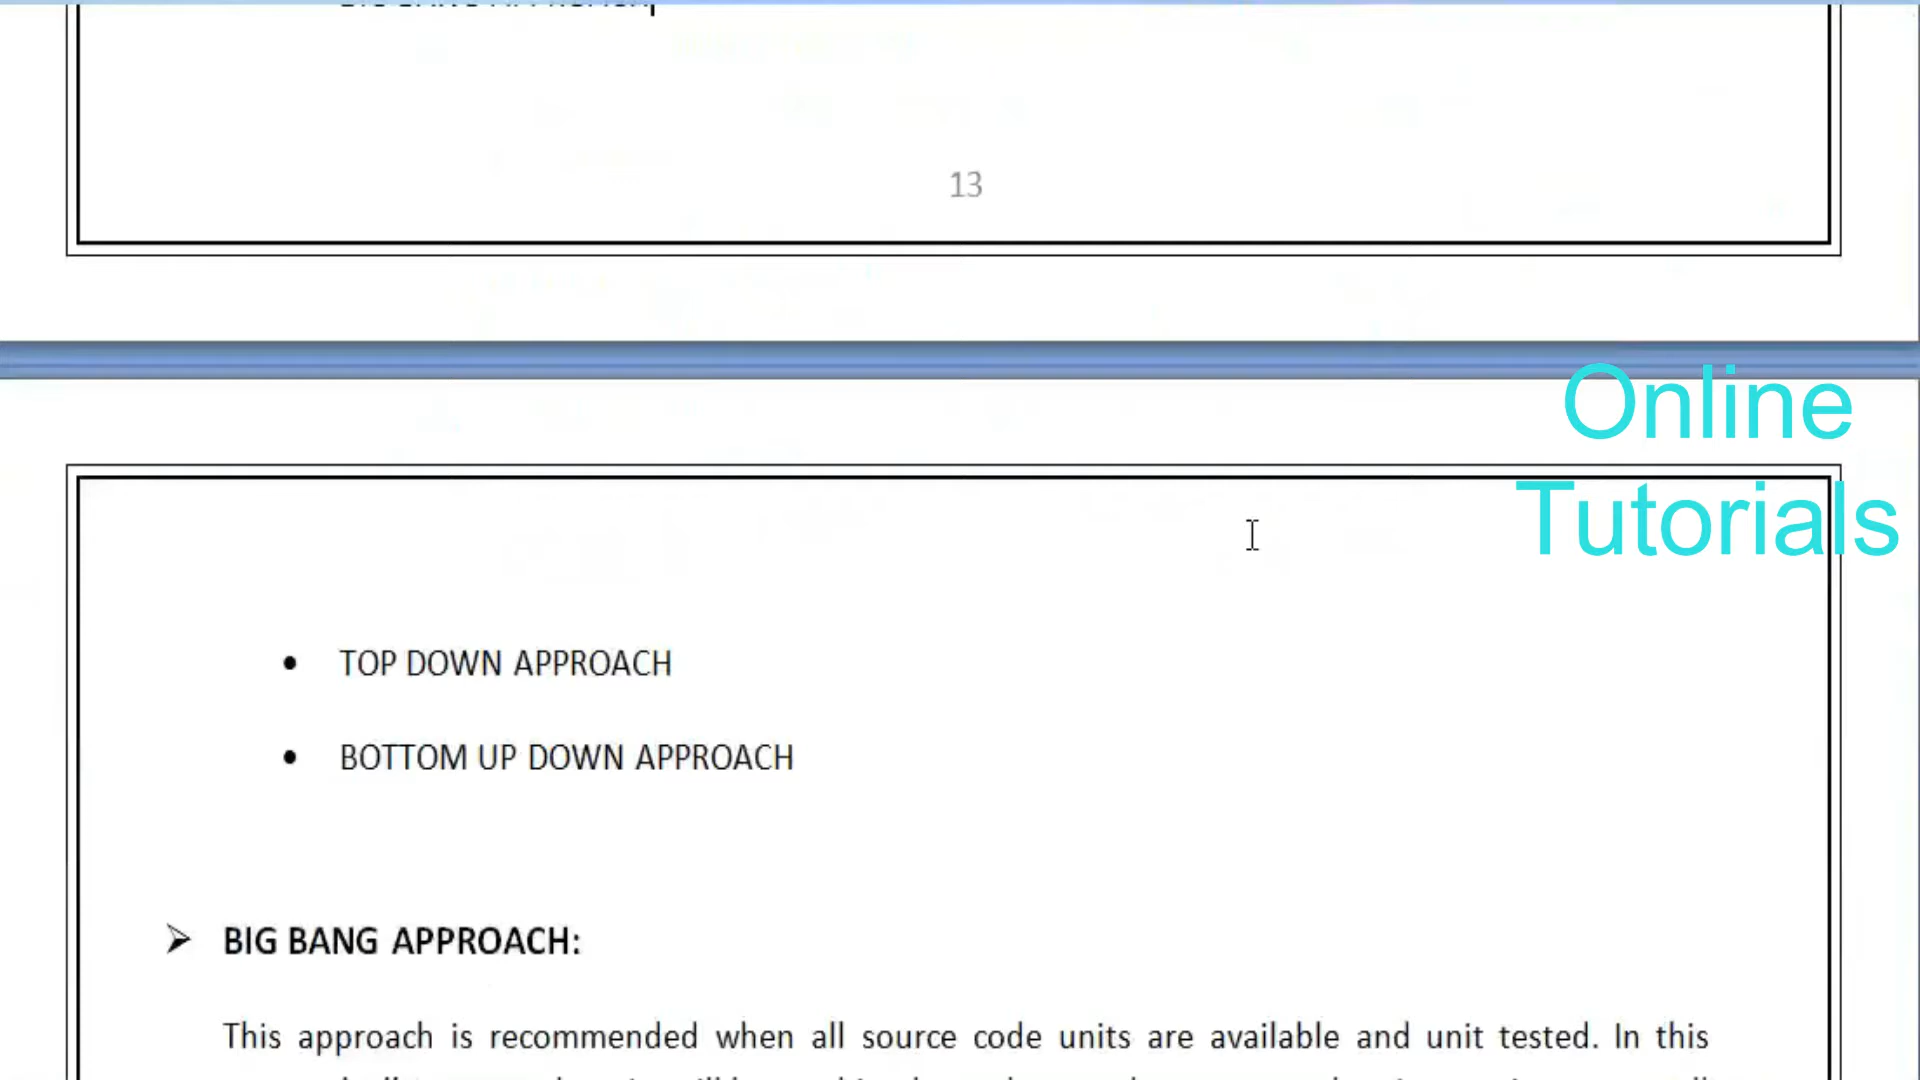 13
Online
Tutorials
TOP DOWN APPROACH
BOTTOM UP DOWN APPROACH
BIG BANG APPROACH:
This approach is recommended when all source code units are available and unit tested. In this